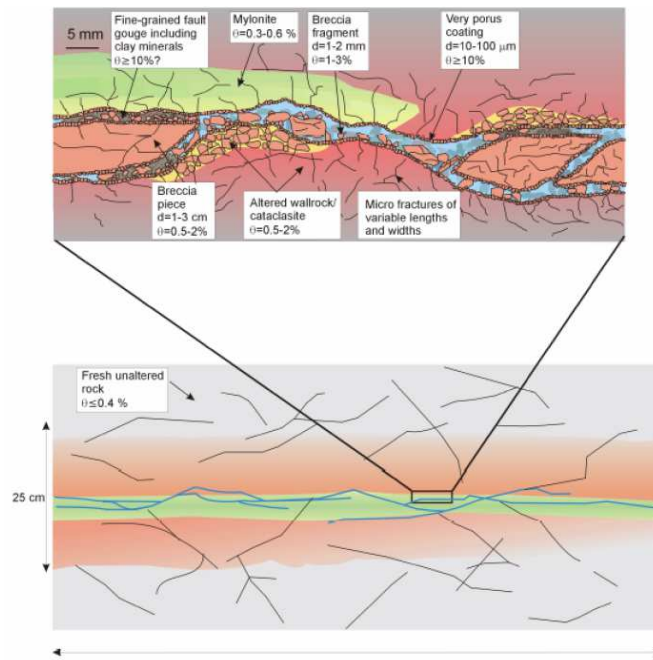 5 mm
Fine-grained fault
gouge including
clay minerals
θ≥10%?
Mylonite
θ=0.3-0.6 %
Breccia
fragment
d=1-2 mm
θ=1-3%
Very porus
coating
d=10-100 μm
θ≥10%
Breccia
piece
d=1-3 cm
θ=0.5-2%
Altered wallrock/
cataclasite
θ=0.5-2%
Micro fractures of
variable lengths
and widths
Fresh unaltered
rock
θ≤0.4 %
25 cm